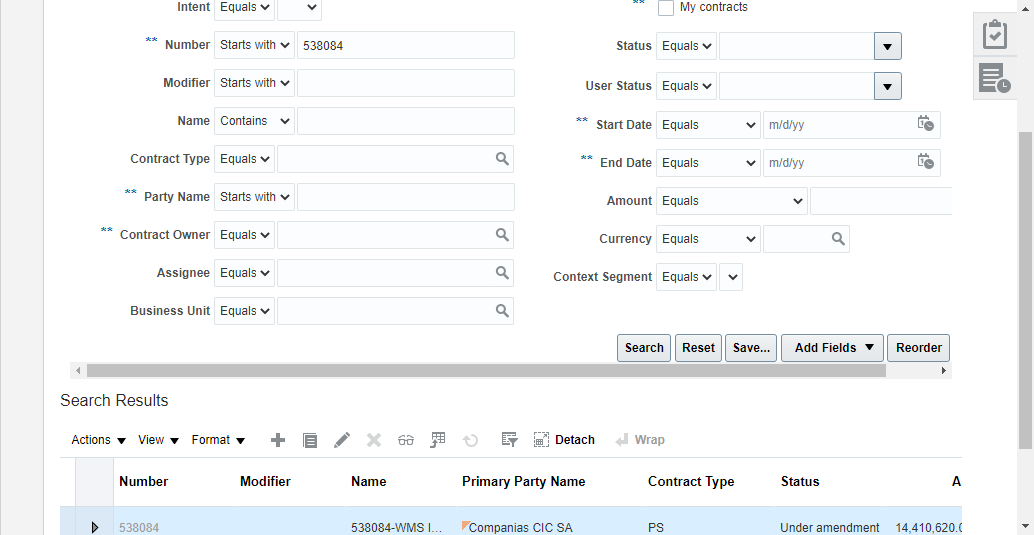 Intent Equals
** My contracts
** Number Starts with 538084
Status Equals
Modifier Starts with
User Status Equals
Name Contains
** Start Date Equals m/d/yy
Contract Type Equals
** End Date Equals m/d/yy
** Party Name Starts with
Amount Equals
** Contract Owner Equals
Currency Equals
Assignee Equals
Context Segment Equals
Business Unit Equals
Search Reset Save... Add Fields Reorder
Search Results
Actions View Format Detach Wrap
Number Modifier Name Primary Party Name Contract Type Status A
538084 538084-WMS I... Companias CIC SA PS Under amendment 14,410,620.0